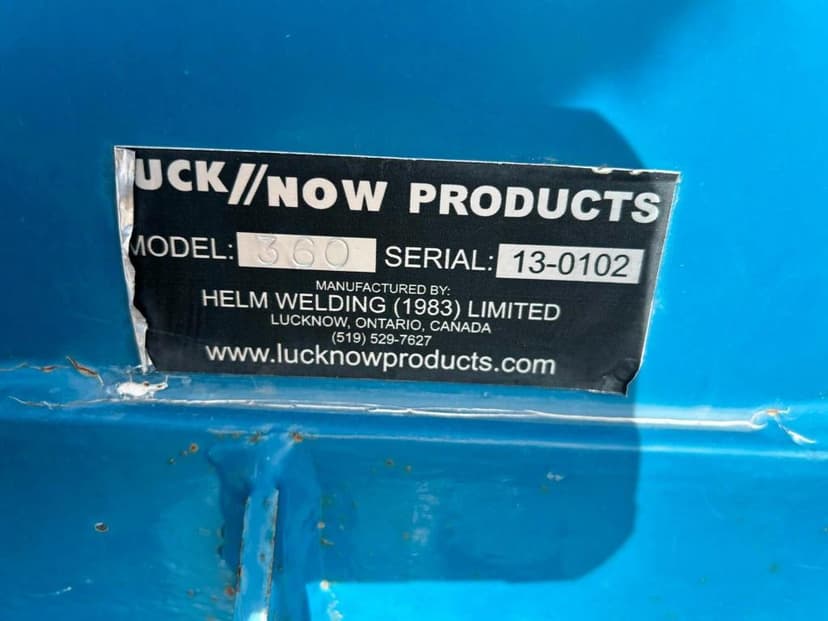 UCK//NOW PRODUCTS
MODEL: 360 SERIAL: 13-0102
MANUFACTURED BY:
HELM WELDING (1983) LIMITED
LUCKNOW, ONTARIO, CANADA
(519) 529-7627
www.lucknowproducts.com